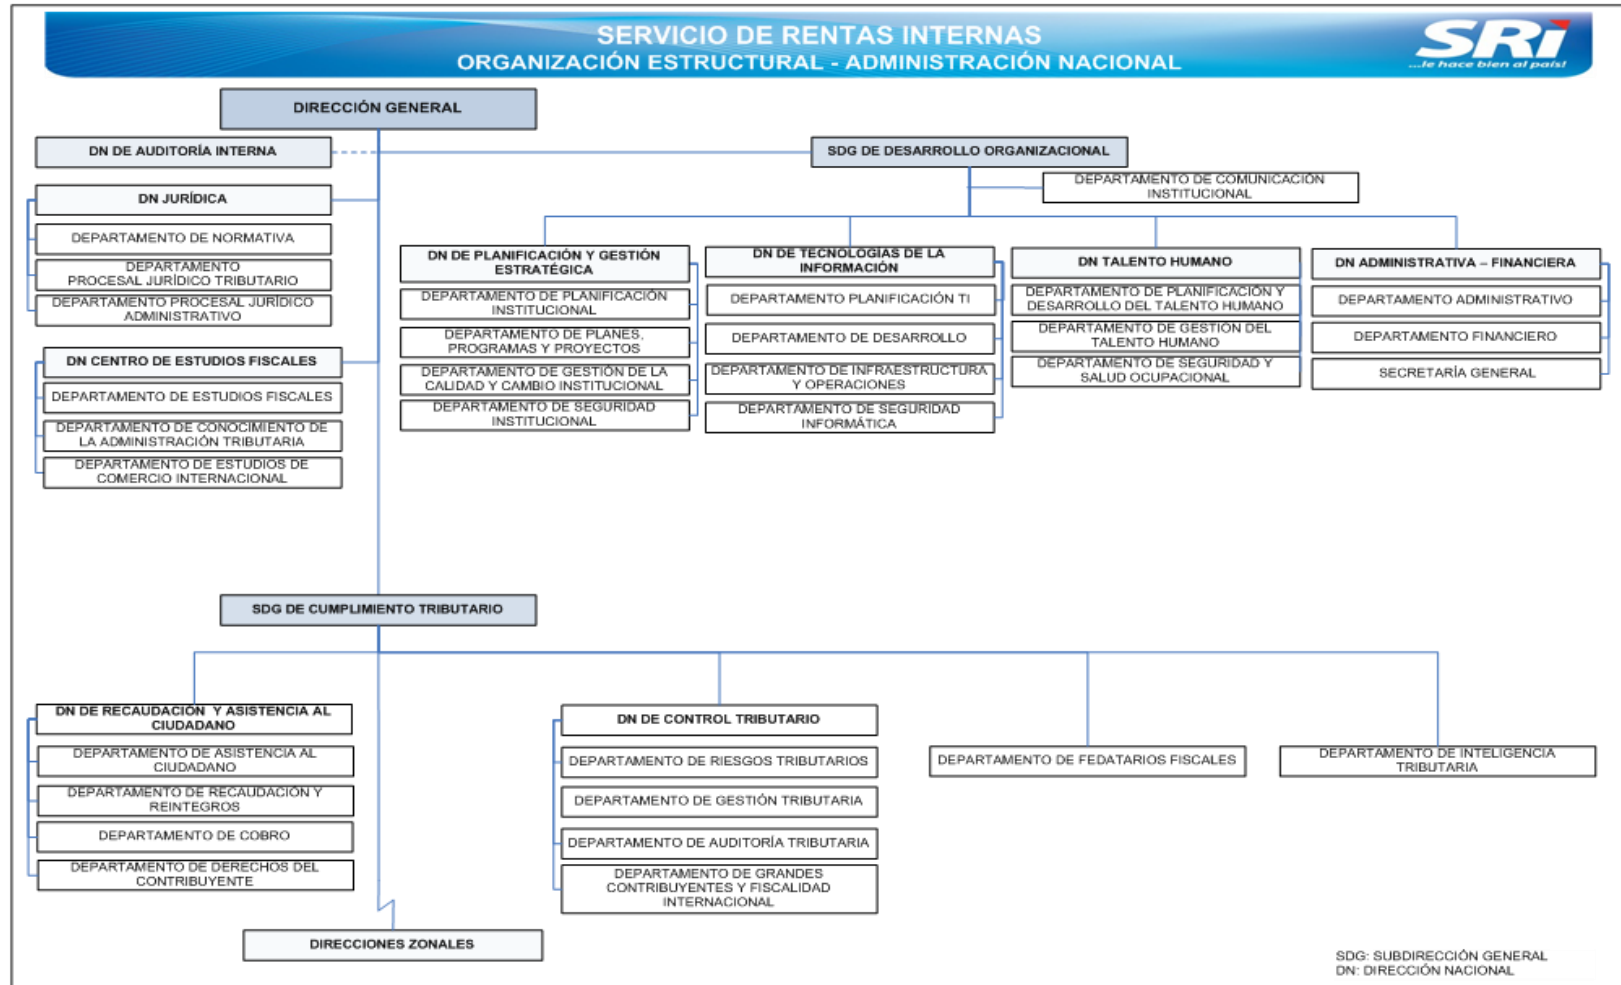 SERVICIO DE RENTAS INTERNAS
ORGANIZACIÓN ESTRUCTURAL - ADMINISTRACIÓN NACIONAL
SRi
...le hace bien al país!
DIRECCIÓN GENERAL
DN DE AUDITORÍA INTERNA
SDG DE DESARROLLO ORGANIZACIONAL
DEPARTAMENTO DE COMUNICACIÓN
INSTITUCIONAL
DN JURÍDICA
DEPARTAMENTO DE NORMATIVA
DEPARTAMENTO
PROCESAL JURÍDICO TRIBUTARIO
DEPARTAMENTO PROCESAL JURÍDICO
ADMINISTRATIVO
DN CENTRO DE ESTUDIOS FISCALES
DEPARTAMENTO DE ESTUDIOS FISCALES
DEPARTAMENTO DE CONOCIMIENTO DE
LA ADMINISTRACIÓN TRIBUTARIA
DEPARTAMENTO DE ESTUDIOS DE
COMERCIO INTERNACIONAL
DN DE PLANIFICACIÓN Y GESTIÓN
ESTRATÉGICA
DEPARTAMENTO DE PLANIFICACIÓN
INSTITUCIONAL
DEPARTAMENTO DE PLANES,
PROGRAMAS Y PROYECTOS
DEPARTAMENTO DE GESTIÓN DE LA
CALIDAD Y CAMBIO INSTITUCIONAL
DEPARTAMENTO DE SEGURIDAD
INSTITUCIONAL
DN DE TECNOLOGÍAS DE LA
INFORMACIÓN
DEPARTAMENTO PLANIFICACIÓN TI
DEPARTAMENTO DE DESARROLLO
DEPARTAMENTO DE INFRAESTRUCTURA
Y OPERACIONES
DEPARTAMENTO DE SEGURIDAD
INFORMÁTICA
DN TALENTO HUMANO
DEPARTAMENTO DE PLANIFICACIÓN Y
DESARROLLO DEL TALENTO HUMANO
DEPARTAMENTO DE GESTIÓN DEL
TALENTO HUMANO
DEPARTAMENTO DE SEGURIDAD Y
SALUD OCUPACIONAL
DN ADMINISTRATIVA – FINANCIERA
DEPARTAMENTO ADMINISTRATIVO
DEPARTAMENTO FINANCIERO
SECRETARÍA GENERAL
SDG DE CUMPLIMIENTO TRIBUTARIO
DN DE RECAUDACIÓN Y ASISTENCIA AL
CIUDADANO
DEPARTAMENTO DE ASISTENCIA AL
CIUDADANO
DEPARTAMENTO DE RECAUDACIÓN Y
REINTEGROS
DEPARTAMENTO DE COBRO
DEPARTAMENTO DE DERECHOS DEL
CONTRIBUYENTE
DN DE CONTROL TRIBUTARIO
DEPARTAMENTO DE RIESGOS TRIBUTARIOS
DEPARTAMENTO DE GESTIÓN TRIBUTARIA
DEPARTAMENTO DE AUDITORÍA TRIBUTARIA
DEPARTAMENTO DE GRANDES
CONTRIBUYENTES Y FISCALIDAD
INTERNACIONAL
DEPARTAMENTO DE FEDATARIOS FISCALES
DEPARTAMENTO DE INTELIGENCIA
TRIBUTARIA
DIRECCIONES ZONALES
SDG: SUBDIRECCIÓN GENERAL
DN: DIRECCIÓN NACIONAL